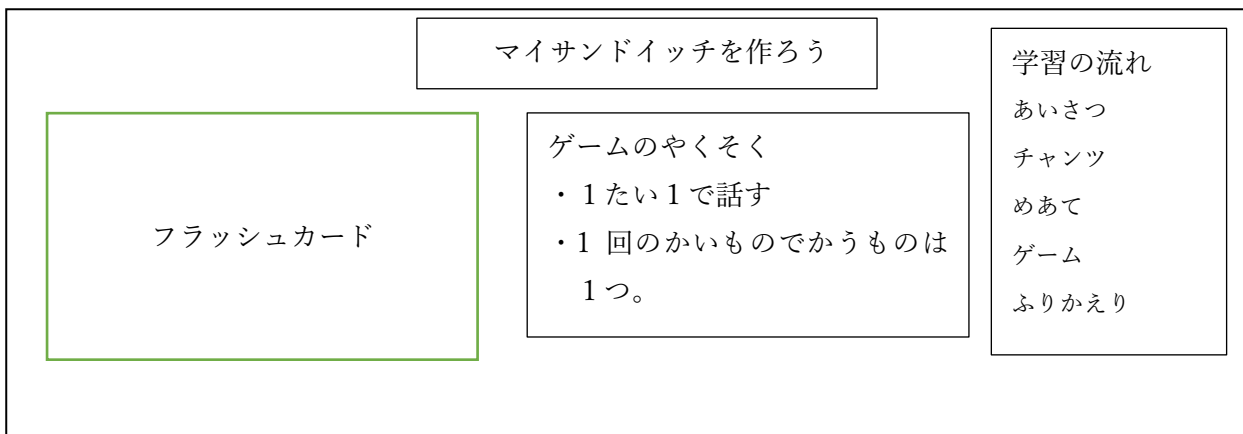 マイサンドイッチを作ろう
フラッシュカード
ゲームのやくそく
・１たい１で話す
・1 回のかいものでかうものは
１つ。
学習の流れ
あいさつ
チャンツ
めあて
ゲーム
ふりかえり